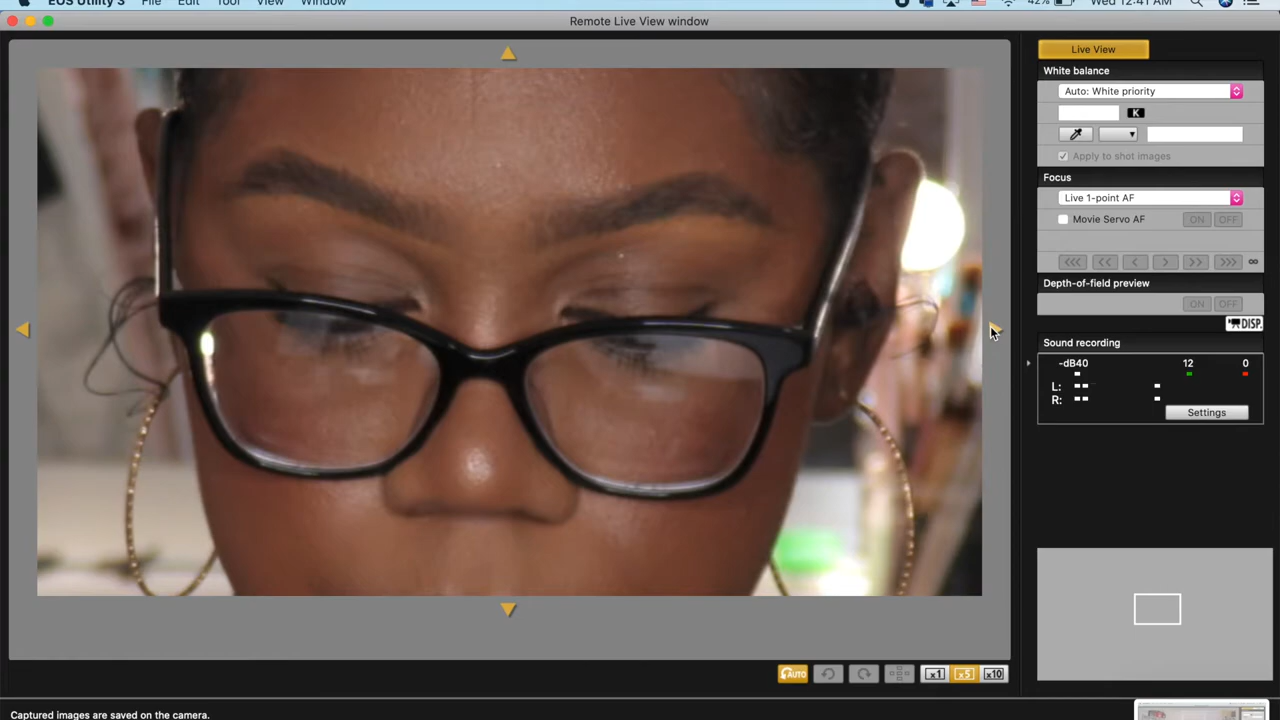 EOS Utility 3 File Edit Tool View Window 42% Wed 12:41 AM
Remote Live View window
Live View
White balance
Auto: White priority
K
Apply to shot images
Focus
Live 1-point AF
Movie Servo AF ON OFF
<<< << < > >> >>> ∞
Depth-of-field preview
ON OFF
DISP.
Sound recording
-dB40 12 0
L:
R:
Settings
AUTO x1 x5 x10
Captured images are saved on the camera.